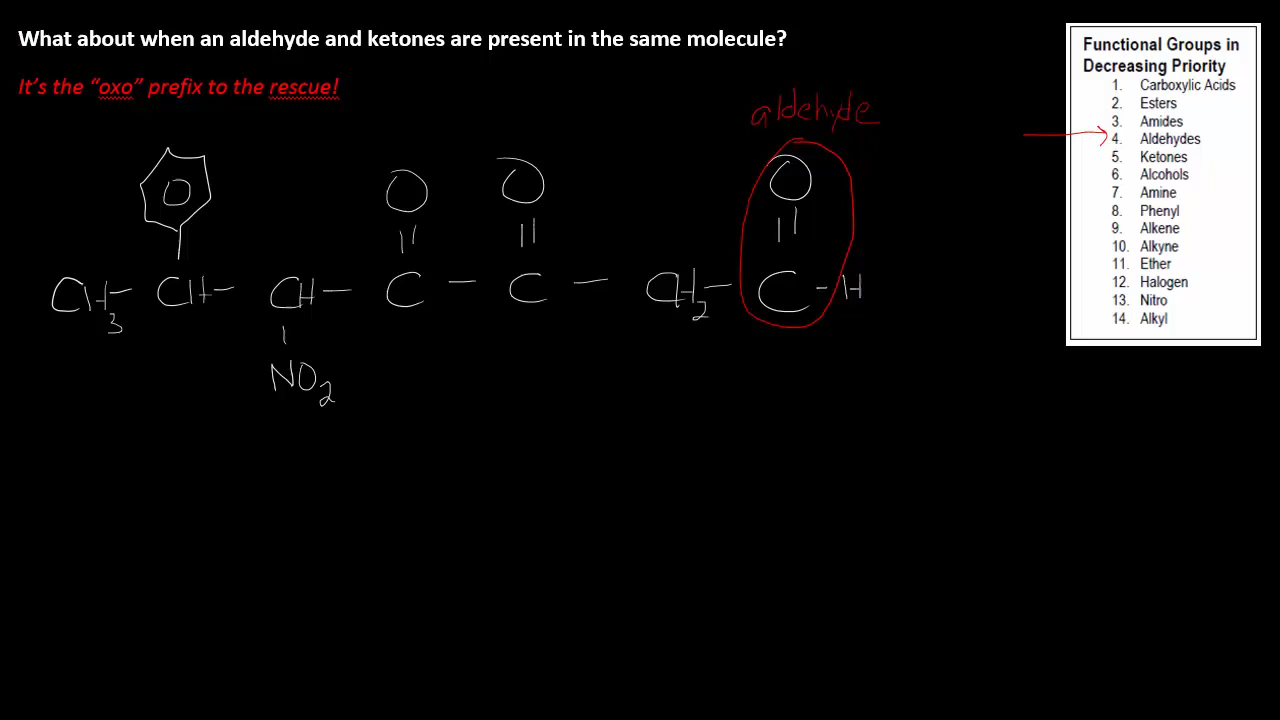 What about when an aldehyde and ketones are present in the same molecule?
It's the “oxo” prefix to the rescue!
Functional Groups in
Decreasing Priority
1. Carboxylic Acids
2. Esters
3. Amides
4. Aldehydes
5. Ketones
6. Alcohols
7. Amine
8. Phenyl
9. Alkene
10. Alkyne
11. Ether
12. Halogen
13. Nitro
14. Alkyl
aldehyde
O O O O
CH3 – CH – CH – C – C – CH2 – C – H
NO2